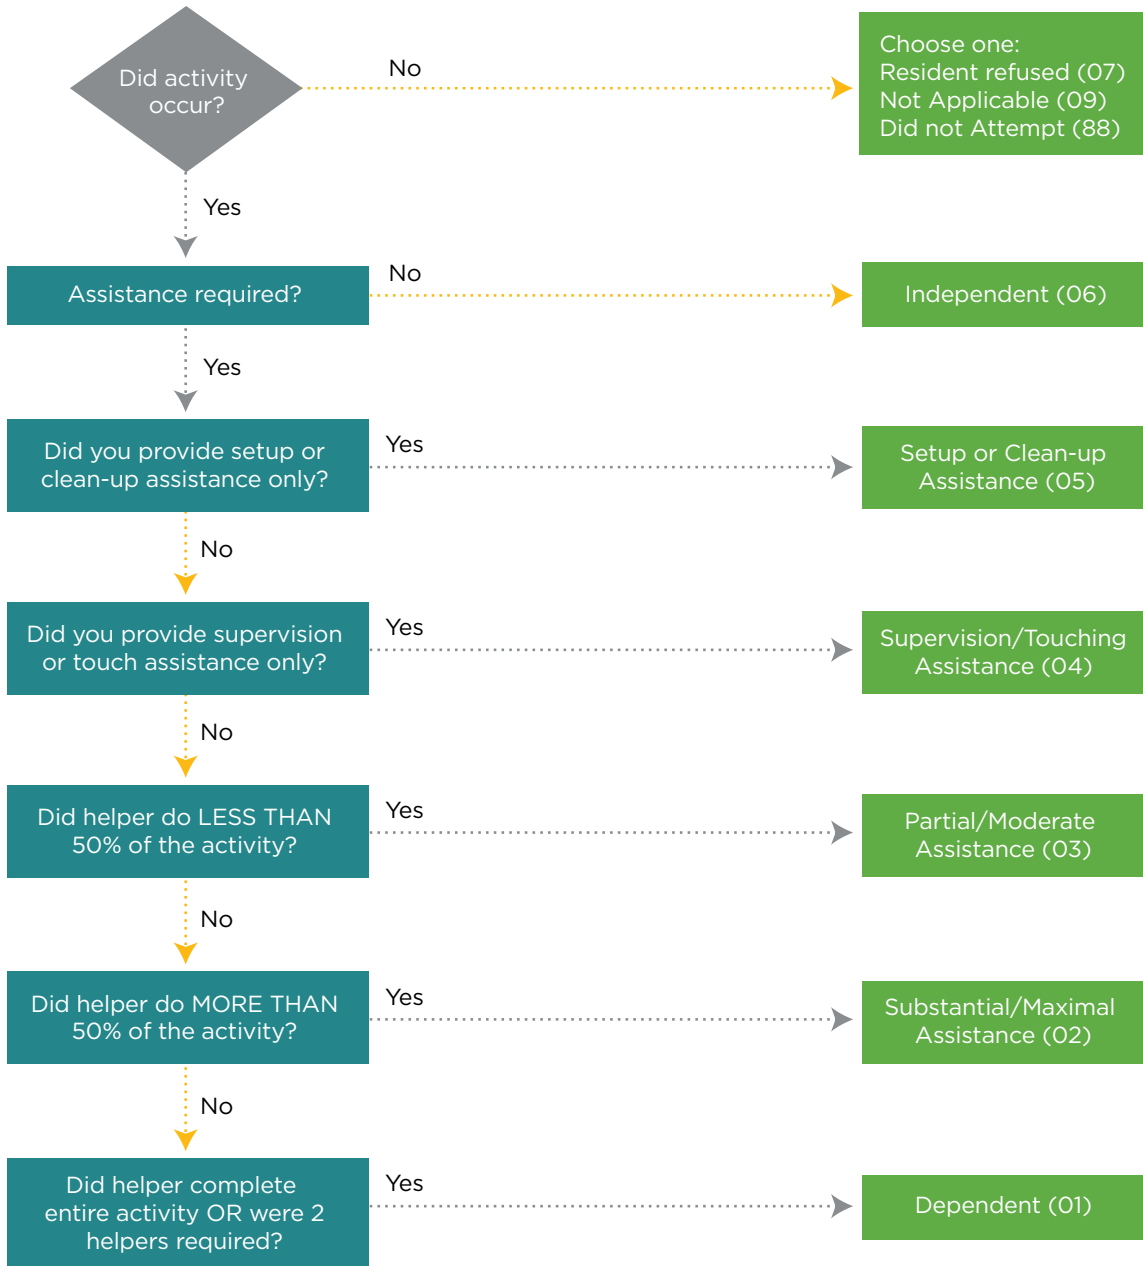 Did activity
occur?
No
Choose one:
Resident refused (07)
Not Applicable (09)
Did not Attempt (88)
Yes
Assistance required?
No
Independent (06)
Yes
Did you provide setup or
clean-up assistance only?
Yes
Setup or Clean-up
Assistance (05)
No
Did you provide supervision
or touch assistance only?
Yes
Supervision/Touching
Assistance (04)
No
Did helper do LESS THAN
50% of the activity?
Yes
Partial/Moderate
Assistance (03)
No
Did helper do MORE THAN
50% of the activity?
Yes
Substantial/Maximal
Assistance (02)
No
Did helper complete
entire activity OR were 2
helpers required?
Yes
Dependent (01)